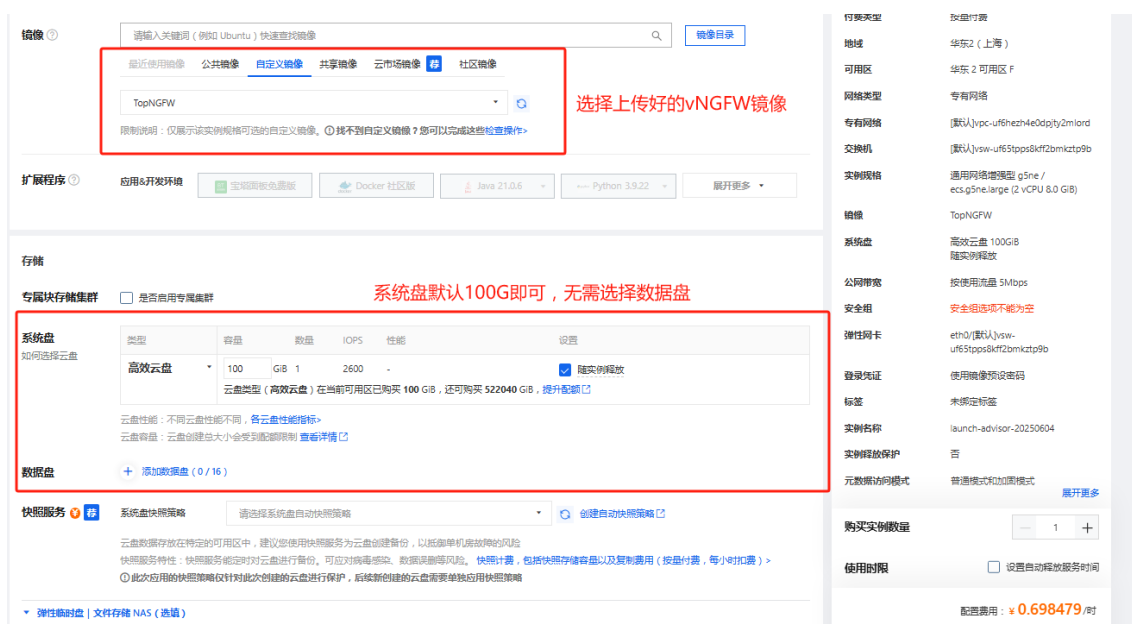 镜像
请输入关键词(例如 Ubuntu)快速查找镜像
镜像目录
最近使用镜像 公共镜像 自定义镜像 共享镜像 云市场镜像 荐 社区镜像
TopNGFW
选择上传好的vNGFW镜像
限制说明:仅展示该实例规格可选的自定义镜像。①找不到自定义镜像?您可以完成这些检查操作>
扩展程序
应用&开发环境
宝塔面板免费版
Docker 社区版
Java 21.0.6
Python 3.9.22
展开更多
存储
系统盘默认100G即可,无需选择数据盘
专属块存储集群
是否启用专属集群
系统盘
如何选择云盘
类型 容量 数量 IOPS 性能 设置
高效云盘 100 GiB 1 2600 - 随实例释放
云盘类型(高效云盘)在当前可用区已购买 100 GiB,还可购买 522040 GiB,提升配额
云盘性能:不同云盘性能不同,各云盘性能指标>
云盘容量:云盘创建总大小会受到配额限制 查看详情
数据盘
+ 添加数据盘(0 / 16)
快照服务 荐
系统盘快照策略
请选择系统盘自动快照策略
创建自动快照策略
云盘数据存放在特定的可用区中,建议您使用快照服务为云盘创建备份,以抵御单机房故障的风险
快照服务特性:快照服务能定时对云盘进行备份。可应对病毒感染、数据误删等风险。 快照计费,包括快照存储容量以及复制费用(按量付费,每小时扣费)>
①此次应用的快照策略仅针对此次创建的云盘进行保护,后续新创建的云盘需要单独应用快照策略
弹性临时盘 | 文件存储 NAS(选填)
付费类型 按量付费
地域 华东2(上海)
可用区 华东 2 可用区 F
网络类型 专有网络
专有网络 [默认]vpc-uf6hezh4e0dpjty2mlord
交换机 [默认]vsw-uf65tpps8kff2bmkztp9b
实例规格 通用网络增强型 g5ne /
ecs.g5ne.large (2 vCPU 8.0 GiB)
镜像 TopNGFW
系统盘 高效云盘 100GiB
随实例释放
公网带宽 按使用流量 5Mbps
安全组 安全组选项不能为空
弹性网卡 eth0/[默认]vsw-
uf65tpps8kff2bmkztp9b
登录凭证 使用镜像预设密码
标签 未绑定标签
实例名称 launch-advisor-20250604
实例释放保护 否
元数据访问模式 普通模式和加固模式
展开更多
购买实例数量 — 1 +
使用时限 设置自动释放服务时间
配置费用:¥ 0.698479 /时